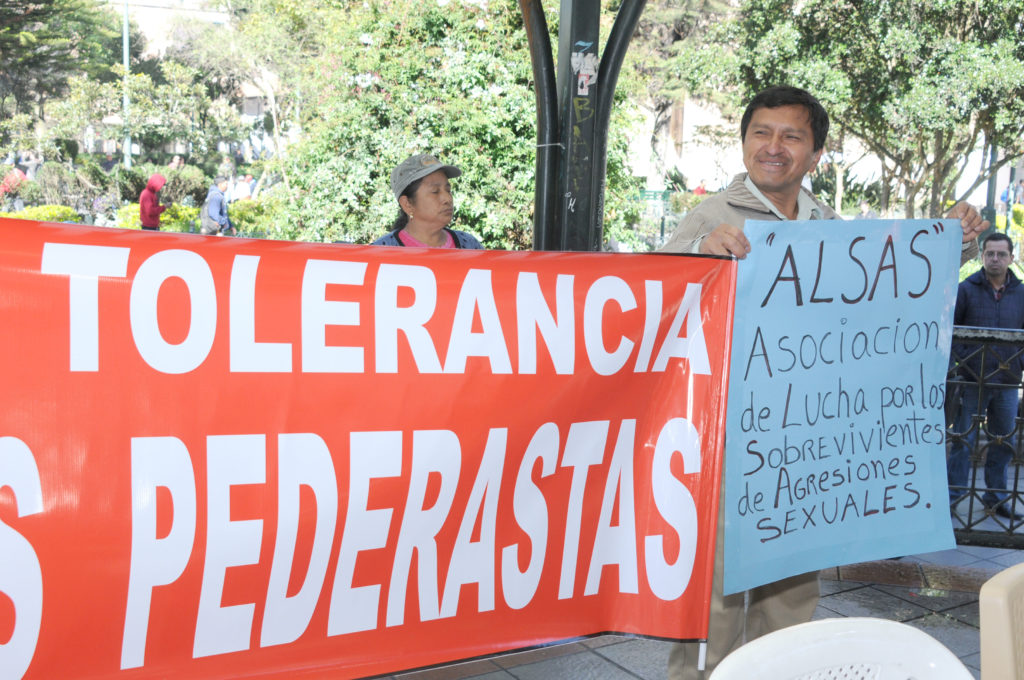 TOLERANCIA
S PEDERASTAS
"ALSAS"
Asociacion
de Lucha por los
Sobrevivientes
de Agresiones
SEXUALES.